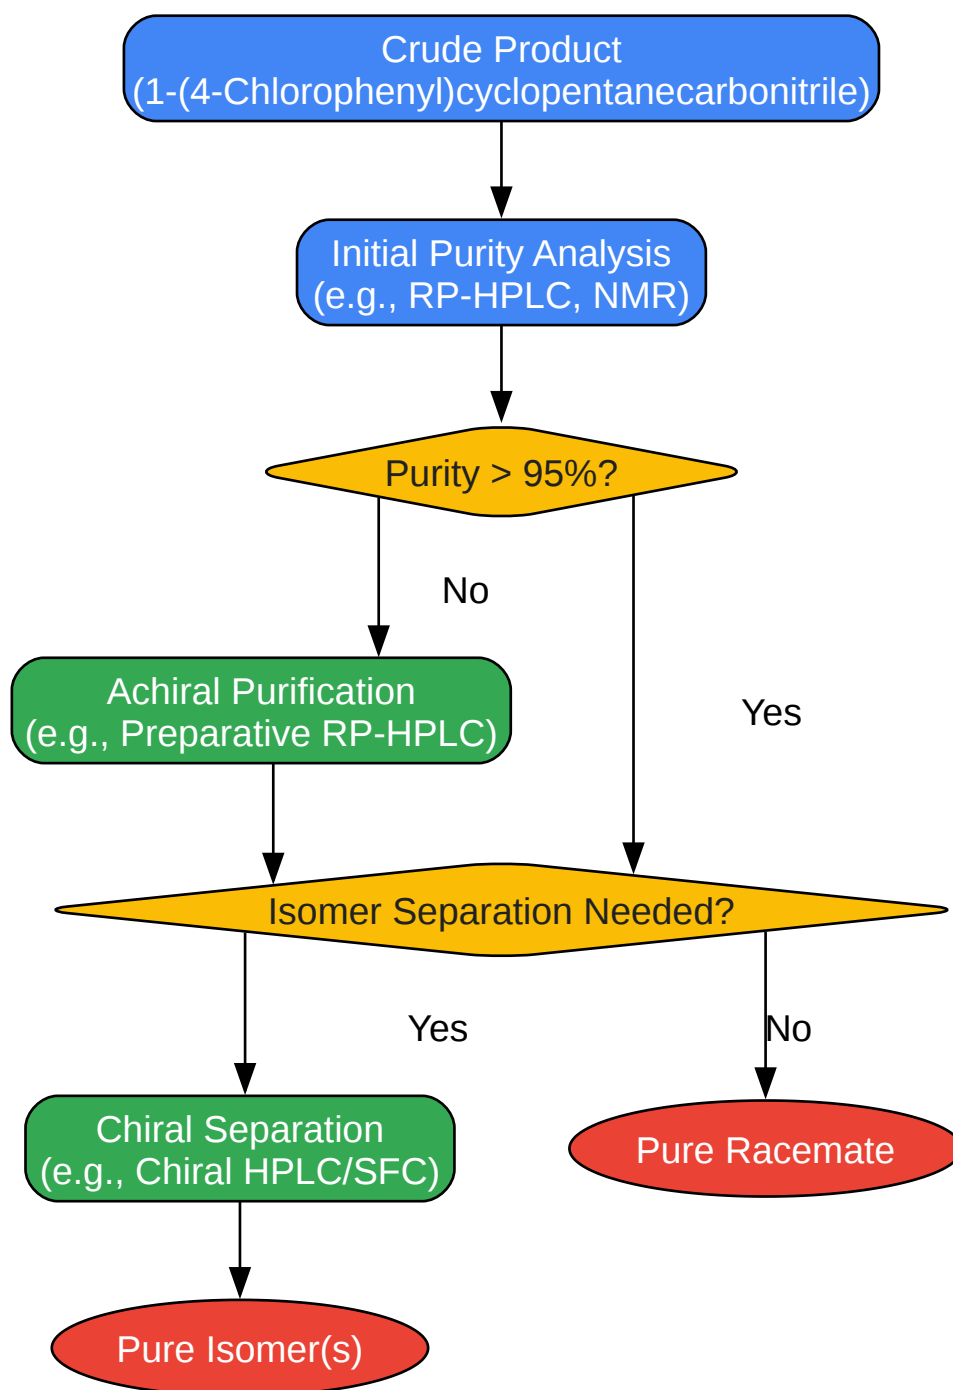 Crude Product
(1-(4-Chlorophenyl)cyclopentanecarbonitrile)
Initial Purity Analysis
(e.g., RP-HPLC, NMR)
Purity > 95%?
No
Yes
Achiral Purification
(e.g., Preparative RP-HPLC)
Isomer Separation Needed?
Yes
No
Chiral Separation
(e.g., Chiral HPLC/SFC)
Pure Racemate
Pure Isomer(s)